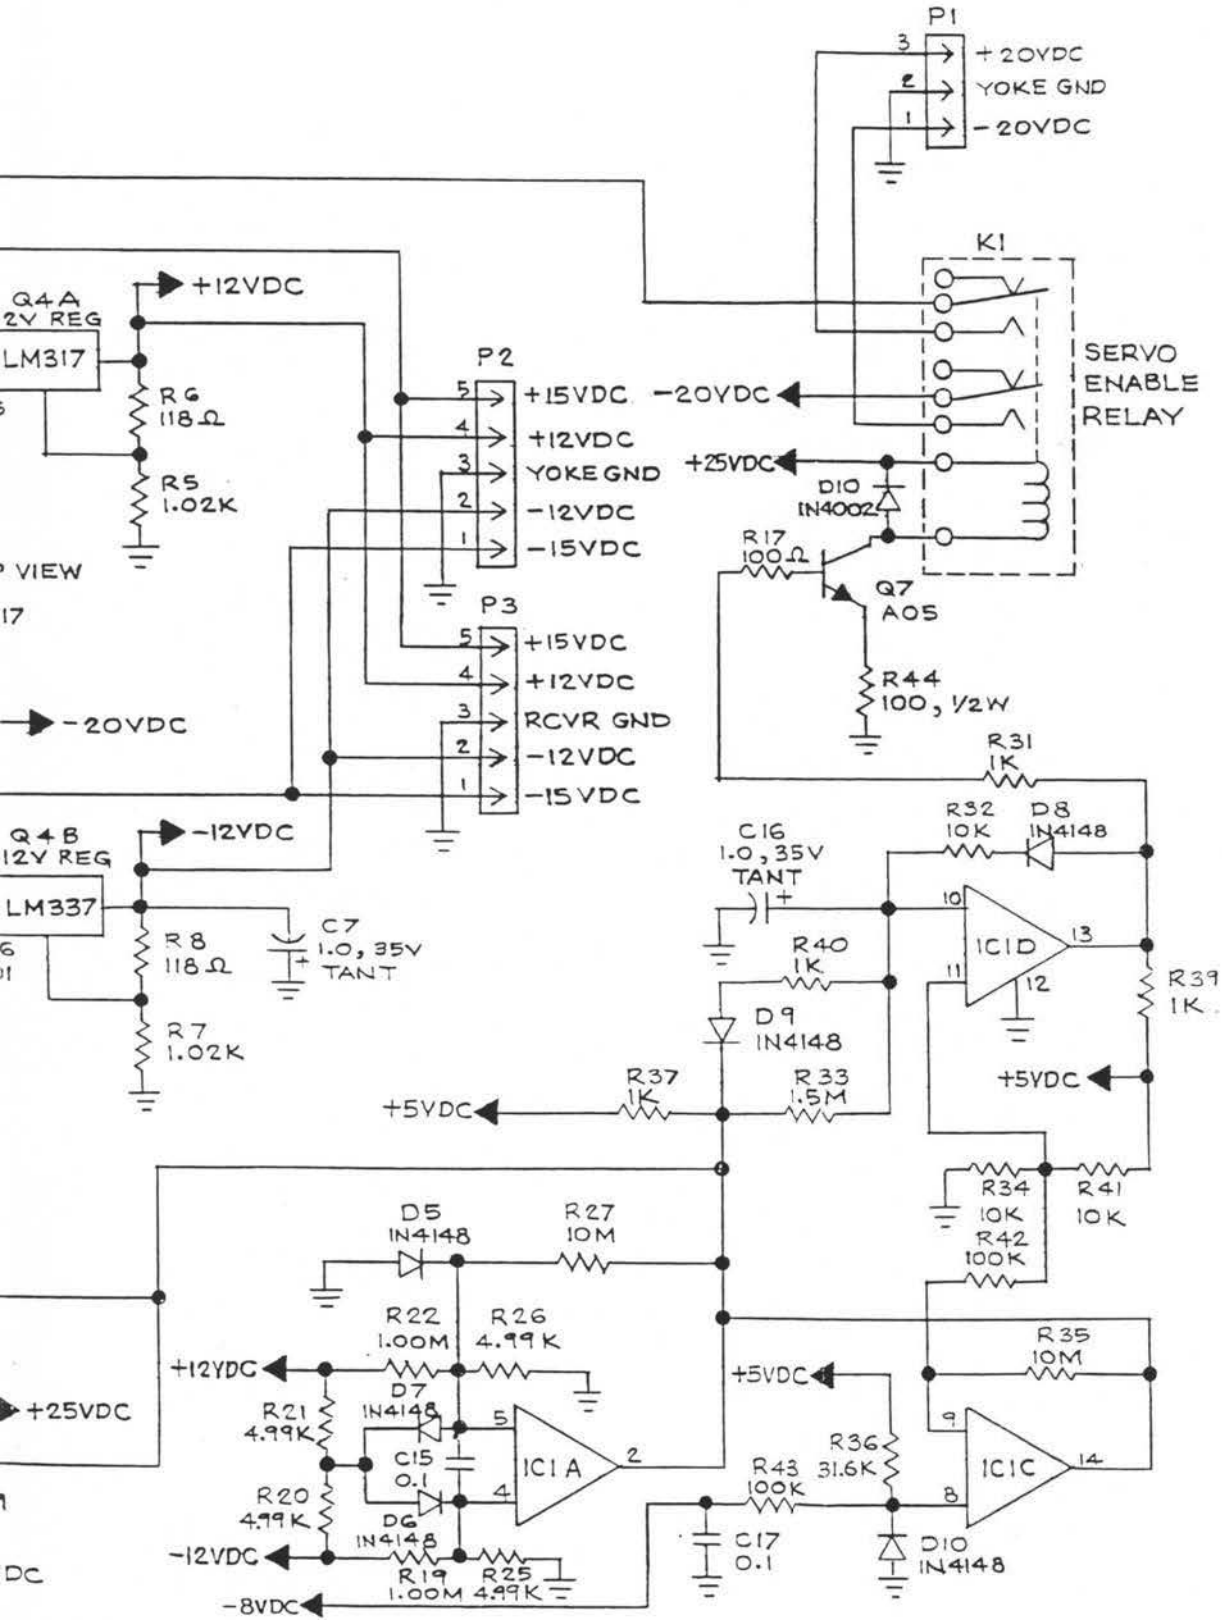 P1
3
+20VDC
2
YOKE GND
1
-20VDC
K1
SERVO
ENABLE
RELAY
+12VDC
Q4A
2V REG
LM317
R6
118Ω
R5
1.02K
P VIEW
17
P2
5
+15VDC
4
+12VDC
3
YOKE GND
2
-12VDC
1
-15VDC
-20VDC
+25VDC
D10
1N4002
R17
100Ω
Q7
A05
R44
100, 1/2W
P3
5
+15VDC
4
+12VDC
3
RCVR GND
2
-12VDC
1
-15VDC
-20VDC
-12VDC
Q4B
12V REG
LM337
R8
118Ω
R7
1.02K
C7
1.0, 35V
+
TANT
R31
1K
R32
10K
D8
1N4148
C16
1.0, 35V
TANT
+
10
IC1D
13
11
12
R40
1K
D9
1N4148
R39
1K
+5VDC
R37
1K
R33
1.5M
+5VDC
R34
10K
R41
10K
R42
100K
D5
1N4148
R27
10M
R22
1.00M
R26
4.99K
+12VDC
D7
1N4148
R21
4.99K
C15
0.1
5
IC1A
2
4
R20
4.99K
D6
1N4148
-12VDC
R19
1.00M
R25
4.99K
-8VDC
+25VDC
+5VDC
R35
10M
R36
31.6K
9
IC1C
14
8
R43
100K
C17
0.1
D10
1N4148
DC